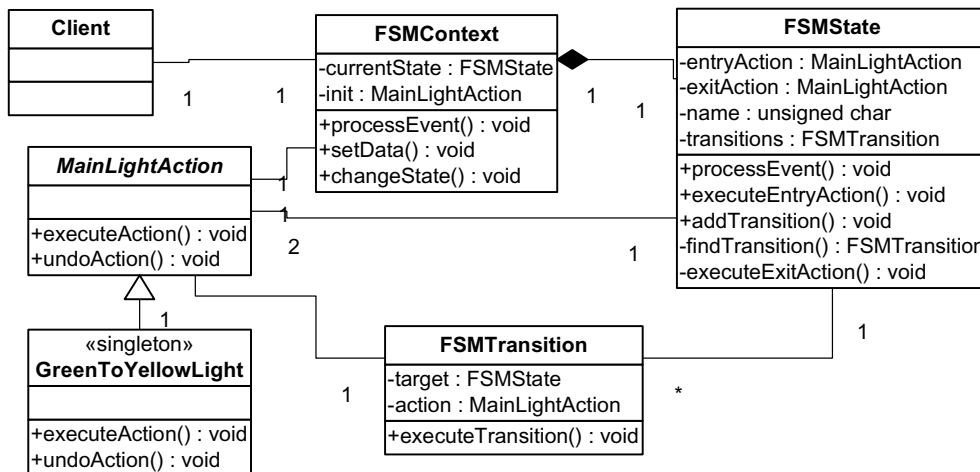 Client
FSMContext
-currentState : FSMState
-init : MainLightAction
+processEvent() : void
+setData() : void
+changeState() : void
FSMState
-entryAction : MainLightAction
-exitAction : MainLightAction
-name : unsigned char
-transitions : FSMTransition
+processEvent() : void
+executeEntryAction() : void
+addTransition() : void
-findTransition() : FSMTransition
-executeExitAction() : void
1
1
1
1
MainLightAction
+executeAction() : void
+undoAction() : void
1
1
2
1
1
«singleton»
GreenToYellowLight
+executeAction() : void
+undoAction() : void
FSMTransition
-target : FSMState
-action : MainLightAction
+executeTransition() : void
1
*
1